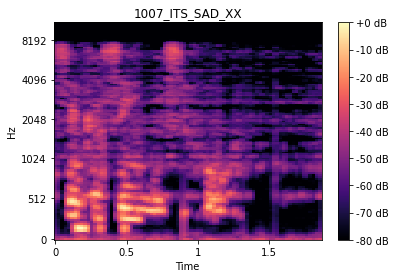 1007_ITS_SAD_XX
8192
4096
2048
1024
512
0
Hz
0
0.5
1
1.5
Time
+0 dB
-10 dB
-20 dB
-30 dB
-40 dB
-50 dB
-60 dB
-70 dB
-80 dB